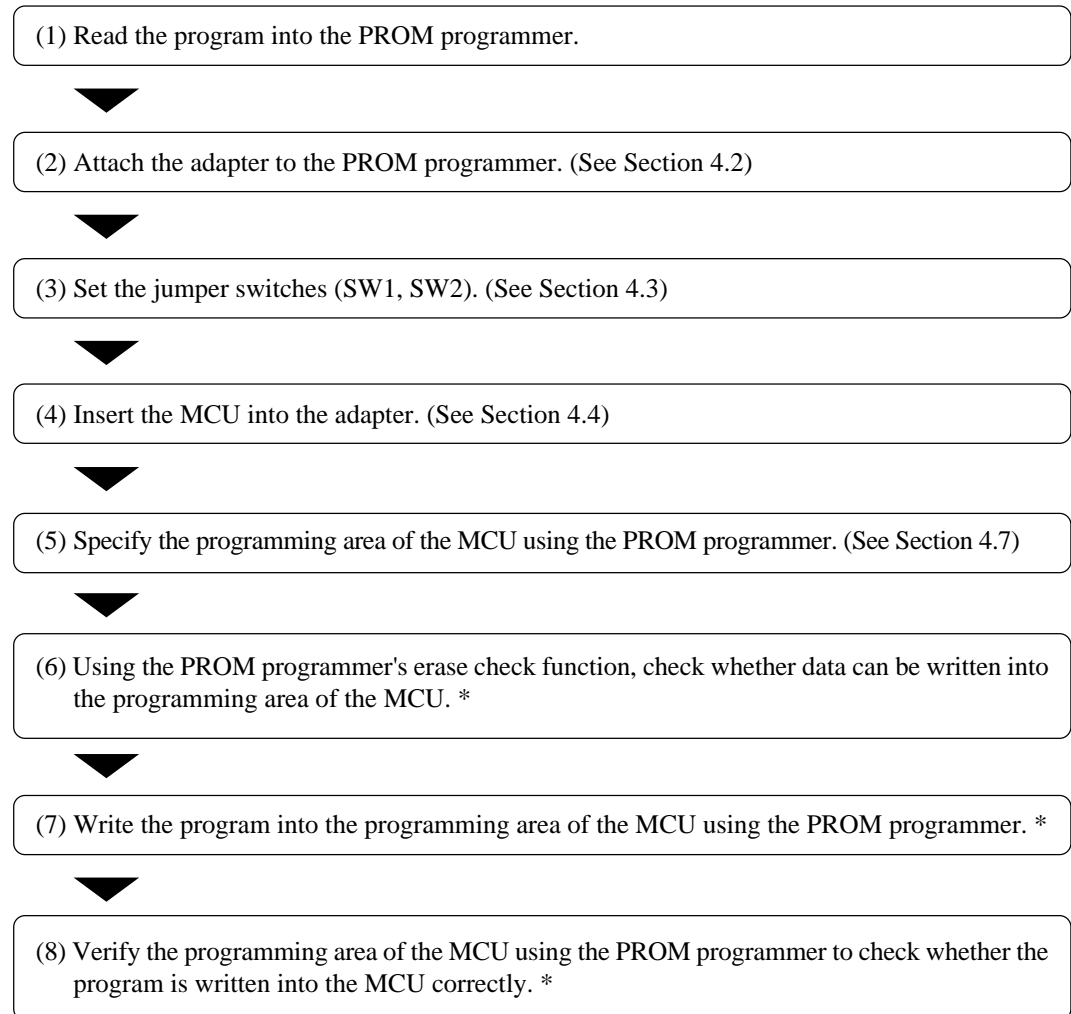 (1) Read the program into the PROM programmer.
(2) Attach the adapter to the PROM programmer. (See Section 4.2)
(3) Set the jumper switches (SW1, SW2). (See Section 4.3)
(4) Insert the MCU into the adapter. (See Section 4.4)
(5) Specify the programming area of the MCU using the PROM programmer. (See Section 4.7)
(6) Using the PROM programmer's erase check function, check whether data can be written into
the programming area of the MCU. *
(7) Write the program into the programming area of the MCU using the PROM programmer. *
(8) Verify the programming area of the MCU using the PROM programmer to check whether the
program is written into the MCU correctly. *